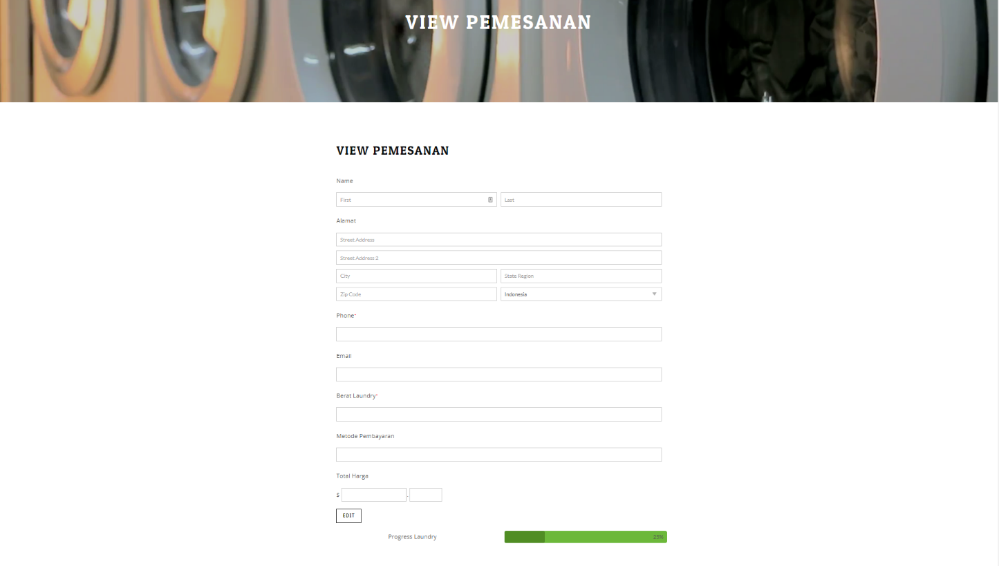 VIEW PEMESANAN
VIEW PEMESANAN
Name
First Last
Alamat
Street Address
Street Address 2
City State Region
Zip Code Indonesia
Phone*
Email
Berat Laundry*
Metode Pembayaran
Total Harga
$ .
EDIT
Progress Laundry 25%